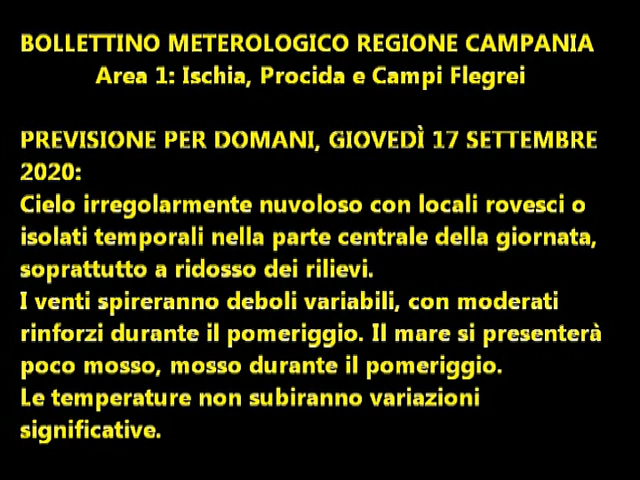 BOLLETTINO METEROLOGICO REGIONE CAMPANIA
Area 1: Ischia, Procida e Campi Flegrei
PREVISIONE PER DOMANI, GIOVEDÌ 17 SETTEMBRE
2020:
Cielo irregolarmente nuvoloso con locali rovesci o
isolati temporali nella parte centrale della giornata,
soprattutto a ridosso dei rilievi.
I venti spireranno deboli variabili, con moderati
rinforzi durante il pomeriggio. Il mare si presenterà
poco mosso, mosso durante il pomeriggio.
Le temperature non subiranno variazioni
significative.